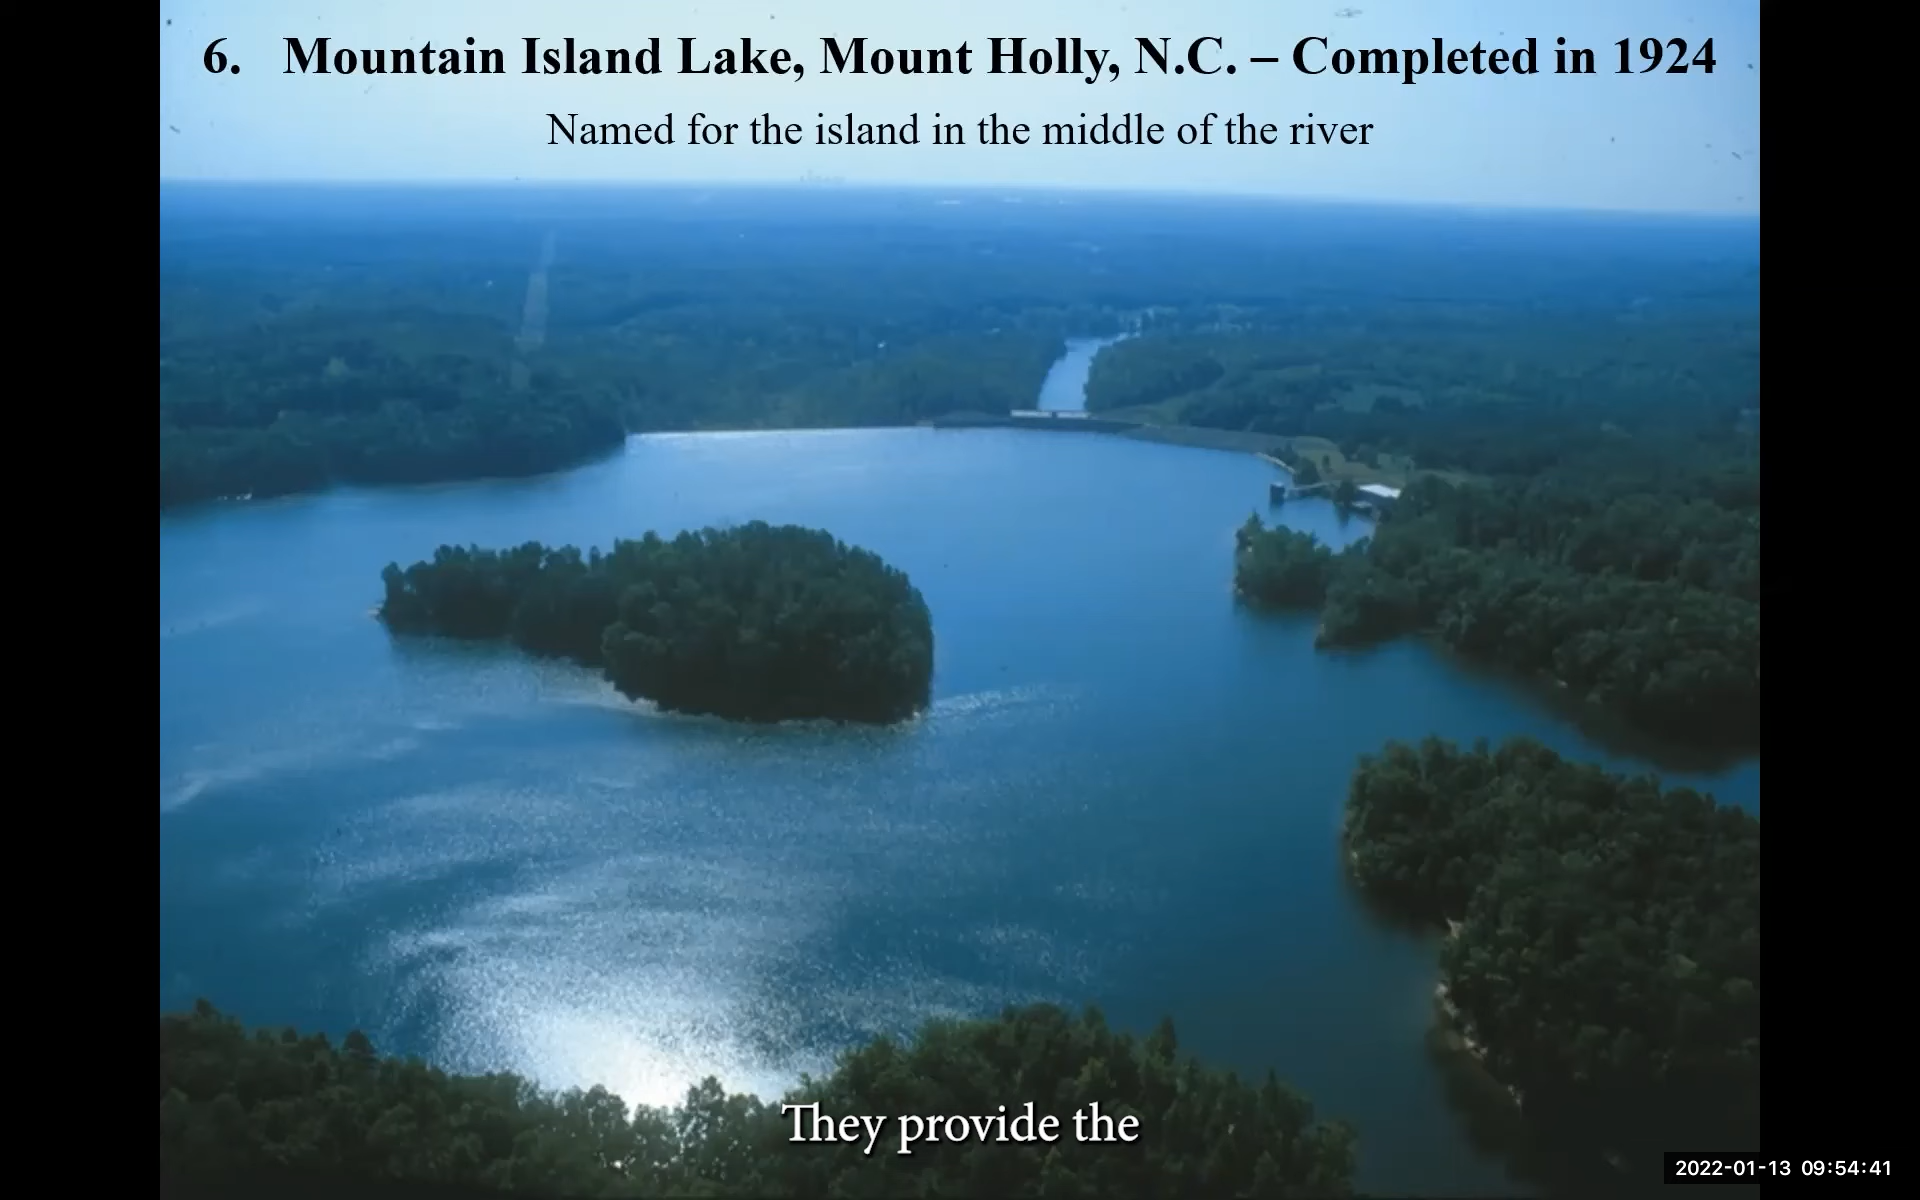 6. Mountain Island Lake, Mount Holly, N.C. – Completed in 1924
Named for the island in the middle of the river
They provide the
2022-01-13 09:54:41